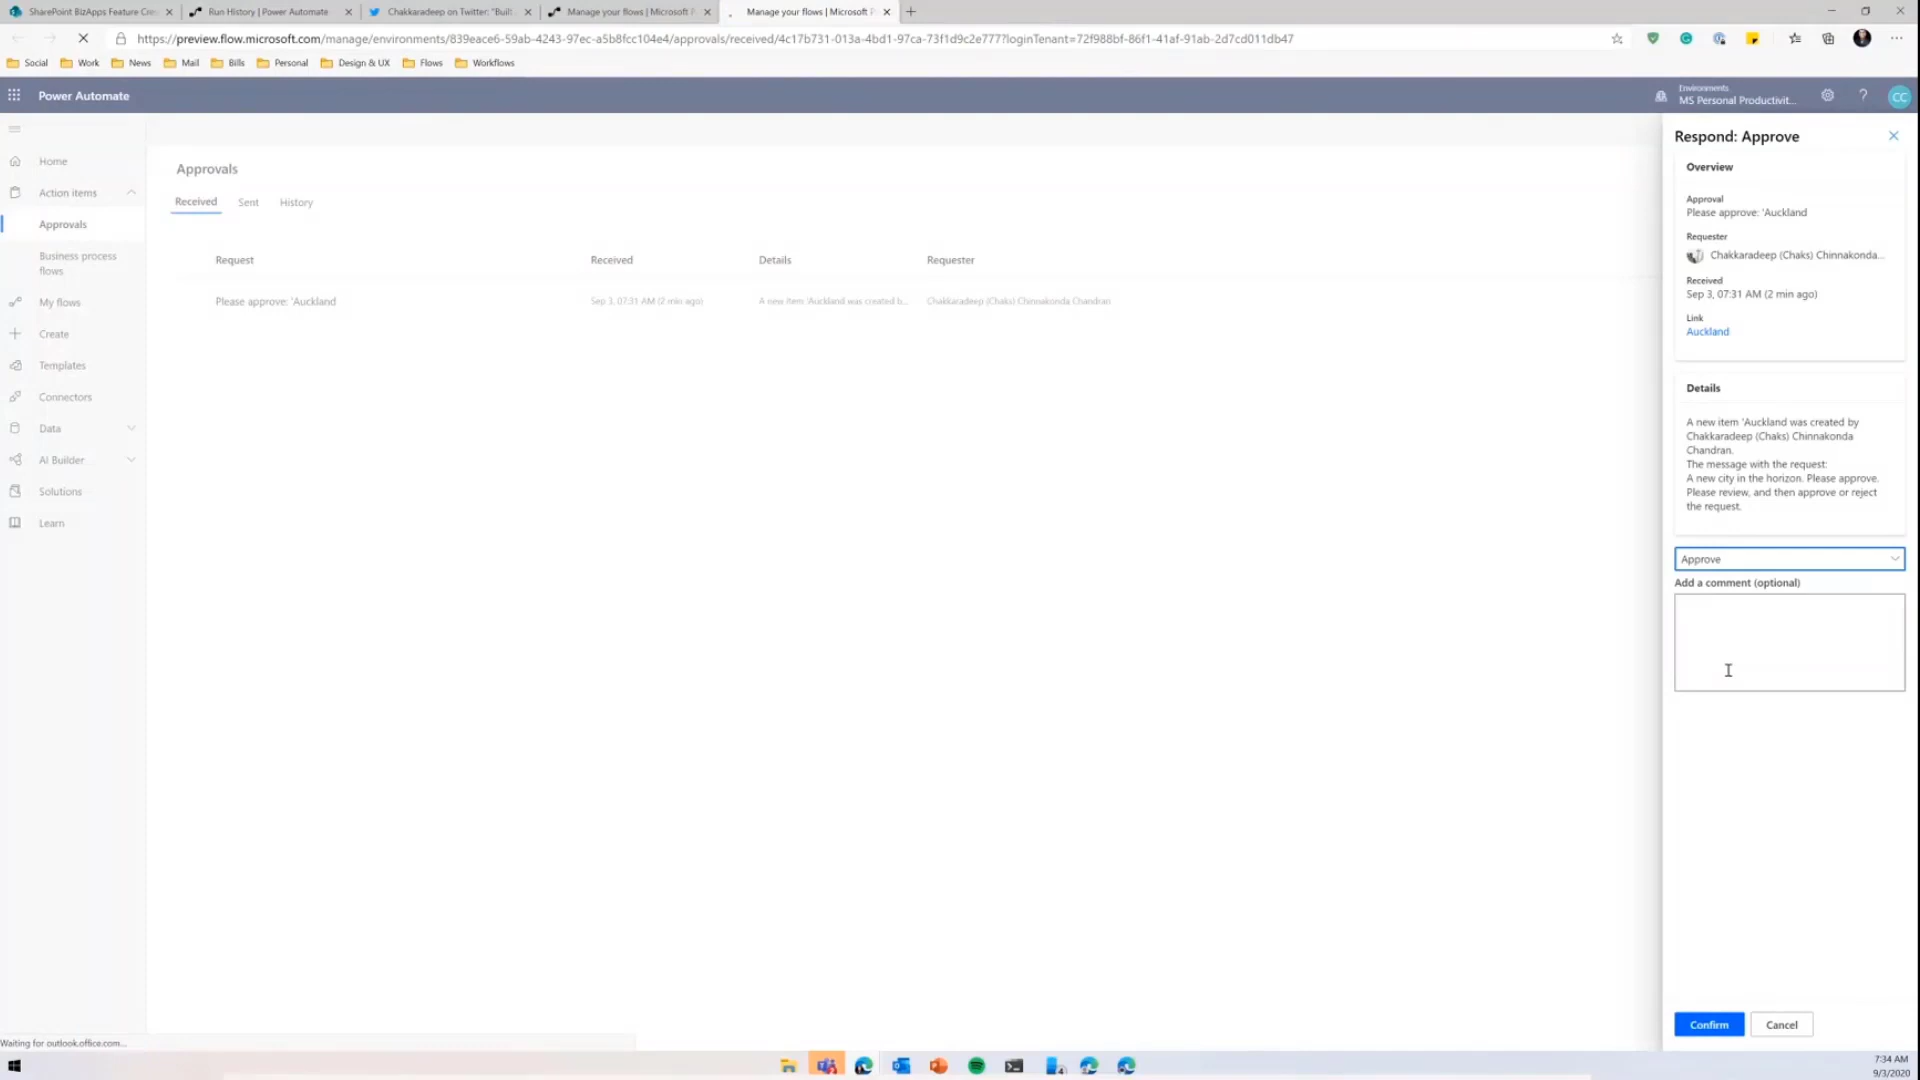 SharePoint BizApps Feature Cre
Run History | Power Automate
Chakkaradeep on Twitter: "Built
Manage your flows | Microsoft P
Manage your flows | Microsoft P
https://preview.flow.microsoft.com/manage/environments/839eace6-59ab-4243-97ec-a5b8fcc104e4/approvals/received/4c17b731-013a-4bd1-97ca-73f1d9c2e777?loginTenant=72f988bf-86f1-41af-91ab-2d7cd011db47
Social
Work
News
Mail
Bills
Personal
Design & UX
Flows
Workflows
Power Automate
Environments
MS Personal Productivit...
?
CC
Home
Action items
Approvals
Business process
flows
My flows
Create
Templates
Connectors
Data
AI Builder
Solutions
Learn
Approvals
Received
Sent
History
Request
Received
Details
Requester
Please approve: 'Auckland
Sep 3, 07:31 AM (2 min ago)
A new item 'Auckland was created b...
Chakkaradeep (Chaks) Chinnakonda Chandran
Respond: Approve
Overview
Approval
Please approve: 'Auckland
Requester
Chakkaradeep (Chaks) Chinnakonda...
Received
Sep 3, 07:31 AM (2 min ago)
Link
Auckland
Details
A new item 'Auckland was created by
Chakkaradeep (Chaks) Chinnakonda
Chandran.
The message with the request:
A new city in the horizon. Please approve.
Please review, and then approve or reject
the request.
Approve
Add a comment (optional)
Confirm
Cancel
Waiting for outlook.office.com...
7:34 AM
9/3/2020